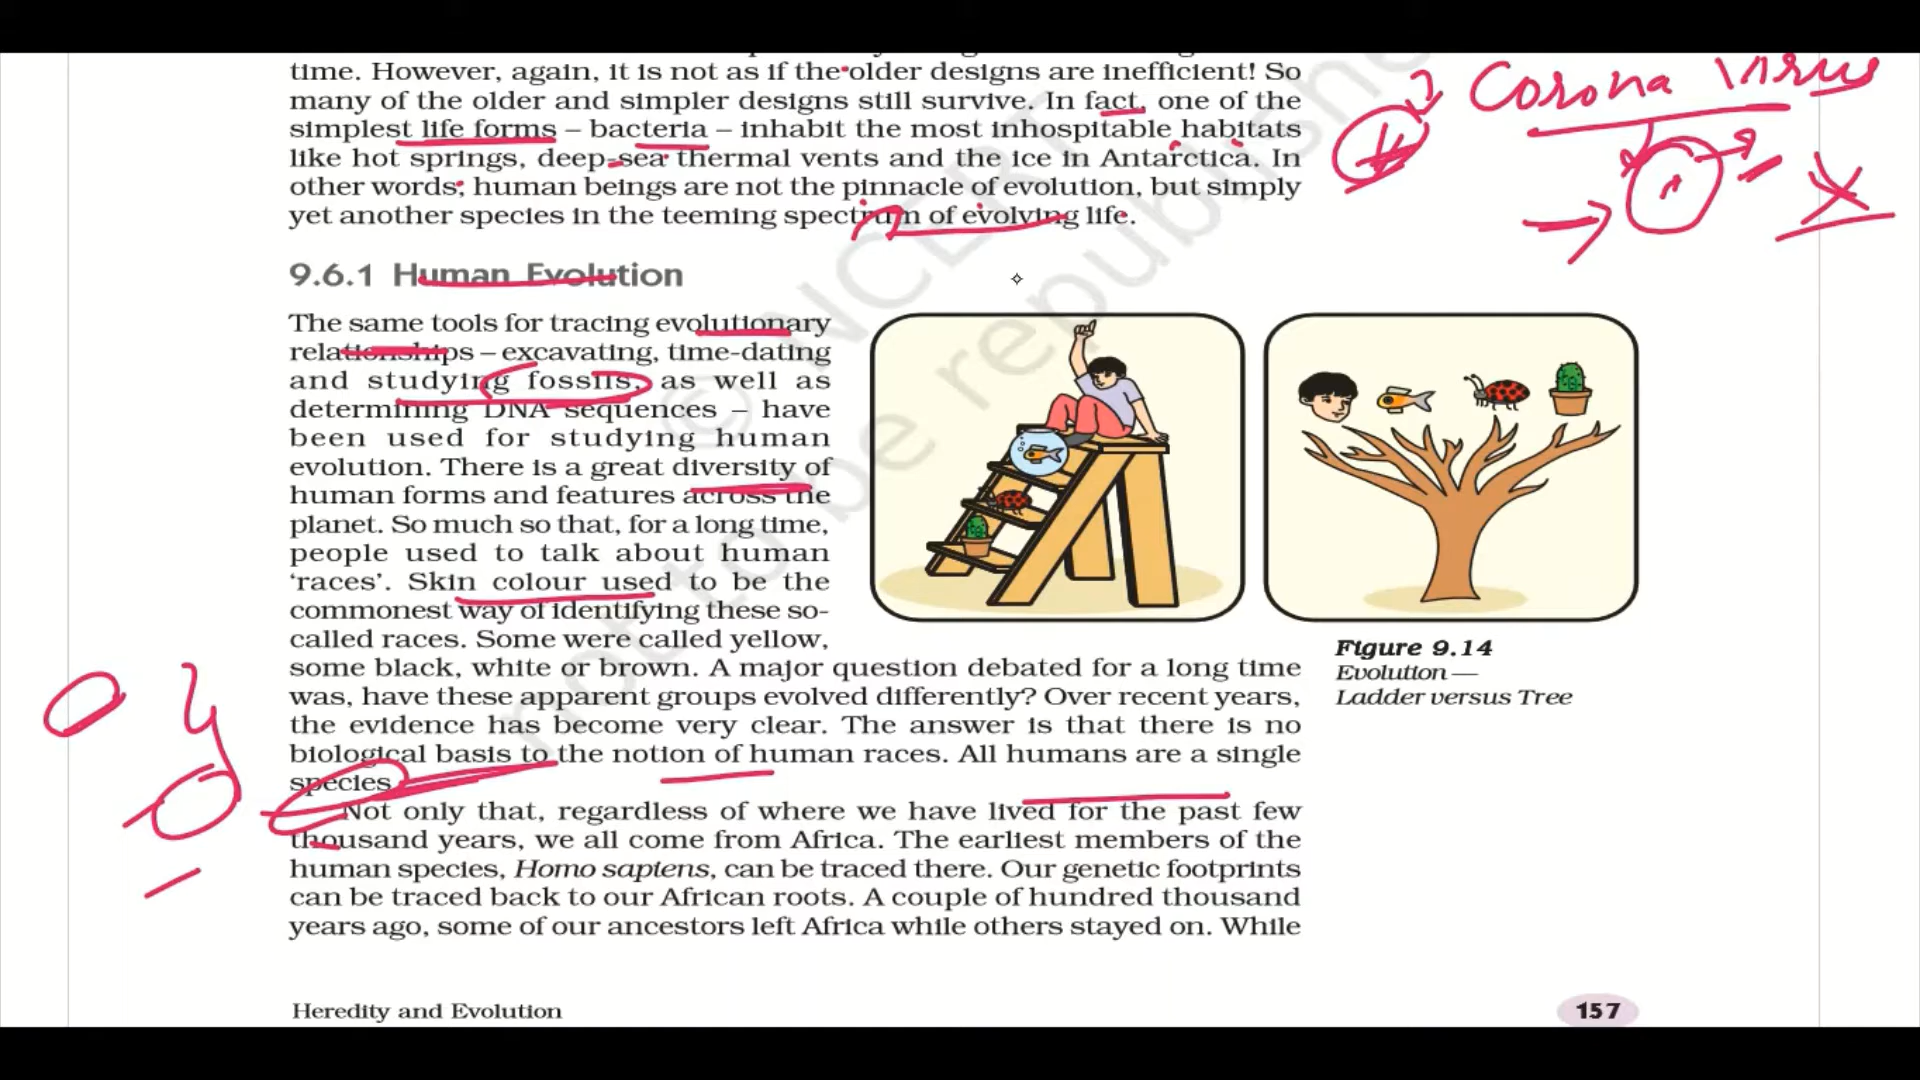 time. However, again, it is not as if the older designs are inefficient! So
many of the older and simpler designs still survive. In fact, one of the
simplest life forms – bacteria – inhabit the most inhospitable habitats
like hot springs, deep-sea thermal vents and the ice in Antarctica. In
other words, human beings are not the pinnacle of evolution, but simply
yet another species in the teeming spectrum of evolving life.
Corona Virus
9.6.1 Human Evolution
The same tools for tracing evolutionary
relationships – excavating, time-dating
and studying fossils, as well as
determining DNA sequences – have
been used for studying human
evolution. There is a great diversity of
human forms and features across the
planet. So much so that, for a long time,
people used to talk about human
‘races’. Skin colour used to be the
commonest way of identifying these so-
called races. Some were called yellow,
some black, white or brown. A major question debated for a long time
was, have these apparent groups evolved differently? Over recent years,
the evidence has become very clear. The answer is that there is no
biological basis to the notion of human races. All humans are a single
species.
Not only that, regardless of where we have lived for the past few
thousand years, we all come from Africa. The earliest members of the
human species, Homo sapiens, can be traced there. Our genetic footprints
can be traced back to our African roots. A couple of hundred thousand
years ago, some of our ancestors left Africa while others stayed on. While
Figure 9.14
Evolution —
Ladder versus Tree
© NCERT
not to be republished
Heredity and Evolution
157